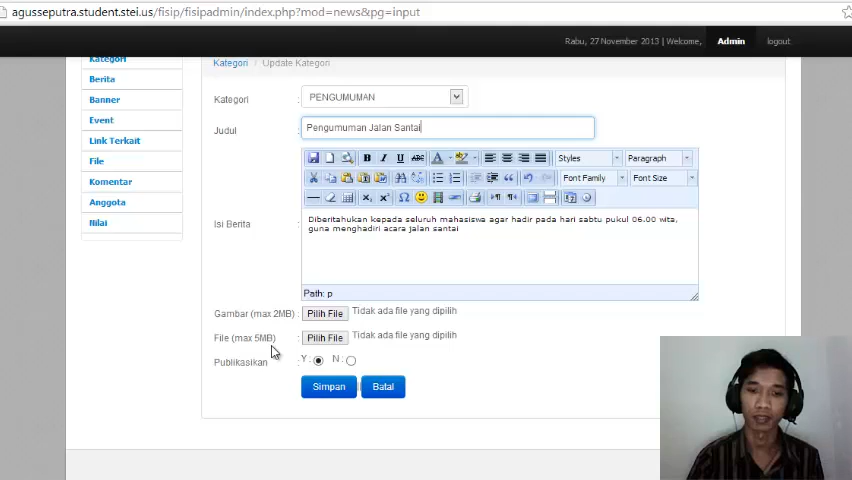 agusseputra.student.stei.us/fisip/fisipadmin/index.php?mod=news&pg=input
Rabu, 27 November 2013 | Welcome, Admin logout
Kategori
Berita
Banner
Event
Link Terkait
File
Komentar
Anggota
Nilai
Kategori / Update Kategori
Kategori : PENGUMUMAN
Judul : Pengumuman Jalan Santai
Styles Paragraph
Font Family Font Size
Isi Berita :
Diberitahukan kepada seluruh mahasiswa agar hadir pada hari sabtu pukul 06.00 wita,
guna menghadiri acara jalan santai
Path: p
Gambar (max 2MB) : Pilih File Tidak ada file yang dipilih
File (max 5MB) : Pilih File Tidak ada file yang dipilih
Publikasikan : Y : N :
Simpan Batal